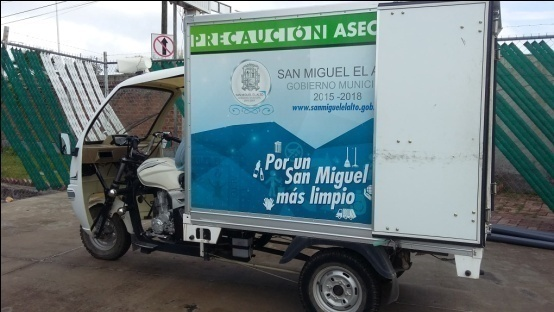 PRECAUCIÓN ASEO
SAN MIGUEL EL A
GOBIERNO MUNICI
2015 -2018
www.sanmiguelelalto.gob
Por un
San Miguel
más limpio